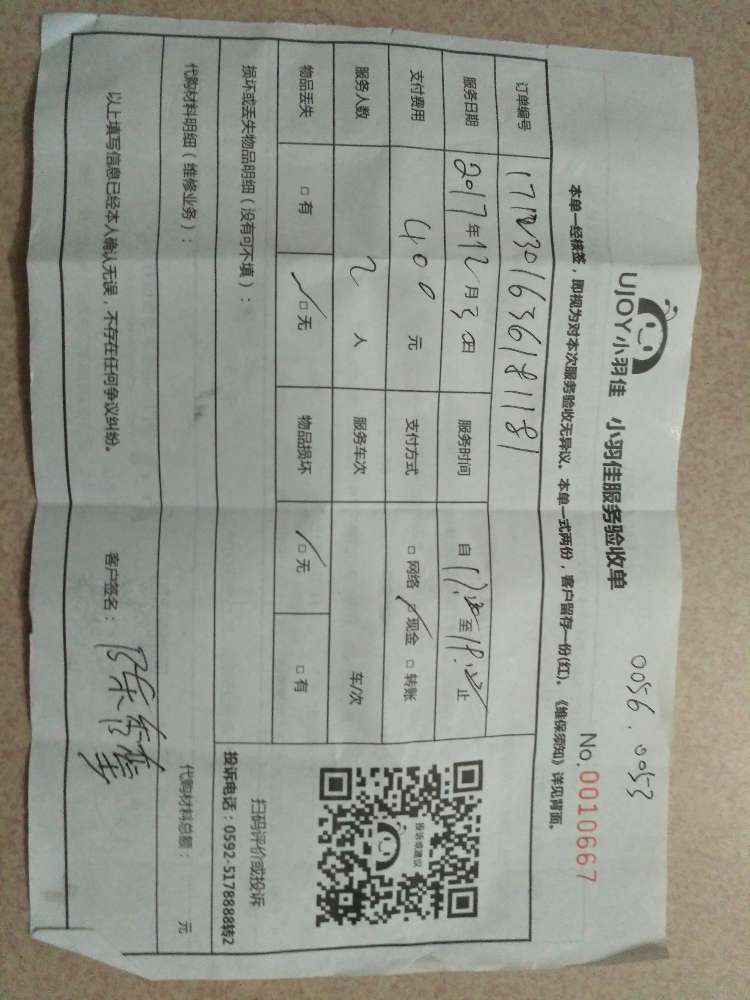 0056.0053
UJOY小羽佳 小羽佳服务验收单
No.0010667
本单一经核签，即视为对本次服务验收无异议。本单一式两份，客户留存一份(红)。《维保须知》详见背面。
订单编号
服务日期 2017年12月3日 服务时间 自 至 止
支付费用 400元 支付方式 □网络 ☑现金 □转账
服务人数 2人 服务车次 车/次
物品丢失 □有 ☑无 物品损坏 ☑无 □有
投诉或建议
扫码评价或投诉
投诉电话：0592-5178888转2
损坏或丢失物品明细（没有可不填）：
代购材料明细（维修业务）： 代购材料总额： 元
以上填写信息已经本人确认无误，不存在任何争议纠纷。 客户签名：